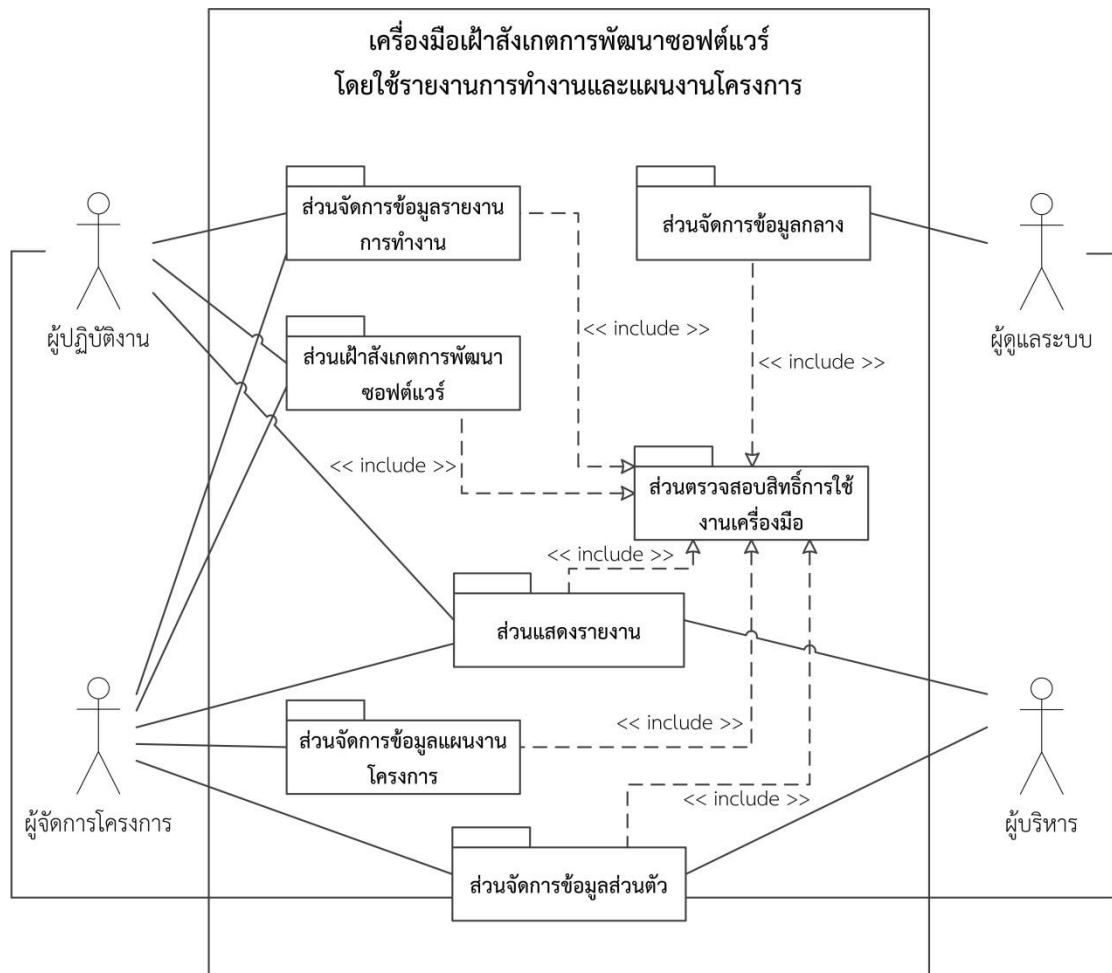 เครื่องมือเฝ้าสังเกตการพัฒนาซอฟต์แวร์
โดยใช้รายงานการทำงานและแผนงานโครงการ
ส่วนจัดการข้อมูลรายงาน
การทำงาน
ส่วนจัดการข้อมูลกลาง
ผู้ปฏิบัติงาน
ผู้ดูแลระบบ
<< include >>
ส่วนเฝ้าสังเกตการพัฒนา
ซอฟต์แวร์
<< include >>
<< include >>
ส่วนตรวจสอบสิทธิ์การใช้
งานเครื่องมือ
<< include >>
ส่วนแสดงรายงาน
<< include >>
ส่วนจัดการข้อมูลแผนงาน
โครงการ
<< include >>
ผู้จัดการโครงการ
ผู้บริหาร
ส่วนจัดการข้อมูลส่วนตัว